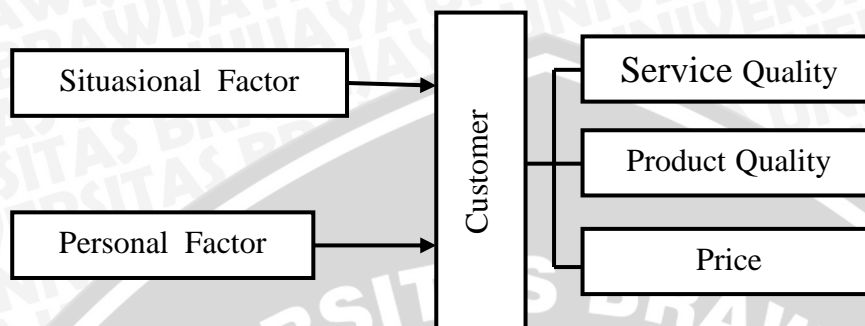 Situasional Factor
Personal Factor
Customer
Service Quality
Product Quality
Price